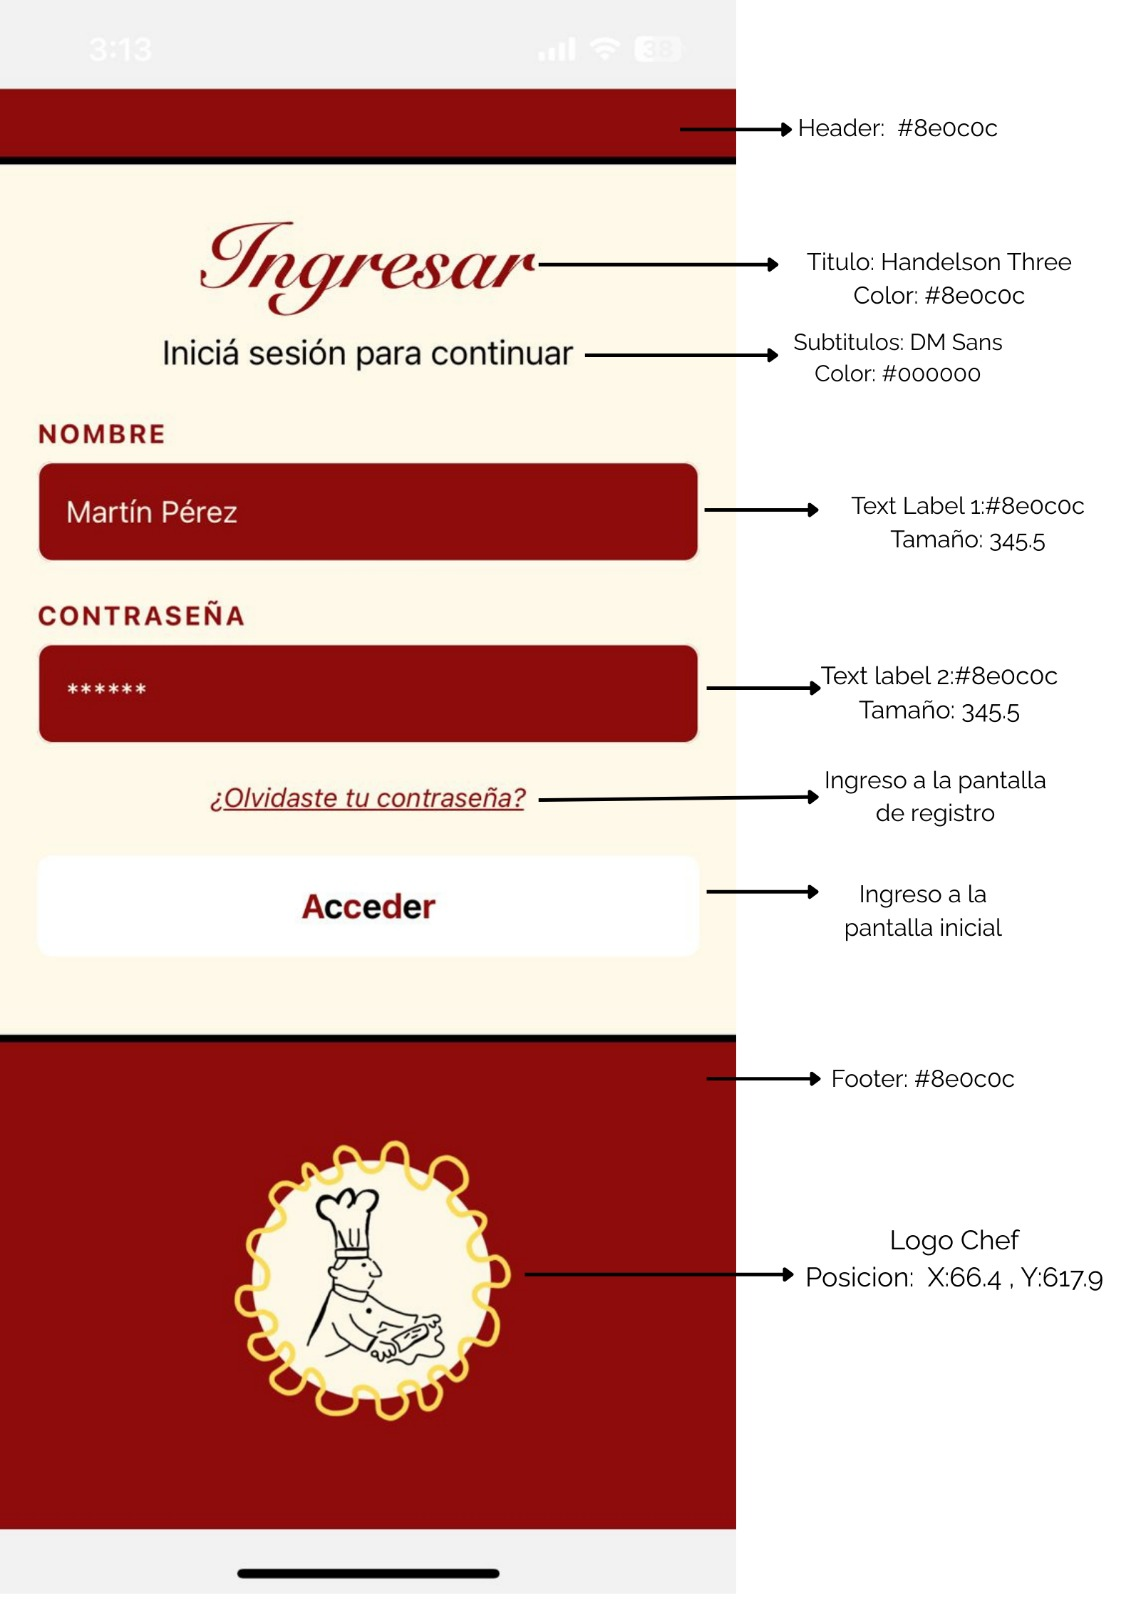 3:13
38
Header: #8e0c0c
Ingresar
Titulo: Handelson Three
Color: #8e0c0c
Iniciá sesión para continuar
Subtitulos: DM Sans
Color: #000000
NOMBRE
Martín Pérez
Text Label 1:#8e0c0c
Tamaño: 345.5
CONTRASEÑA
******
Text label 2:#8e0c0c
Tamaño: 345.5
¿Olvidaste tu contraseña?
Ingreso a la pantalla
de registro
Acceder
Ingreso a la
pantalla inicial
Footer: #8e0c0c
Logo Chef
Posicion: X:66.4 , Y:617.9